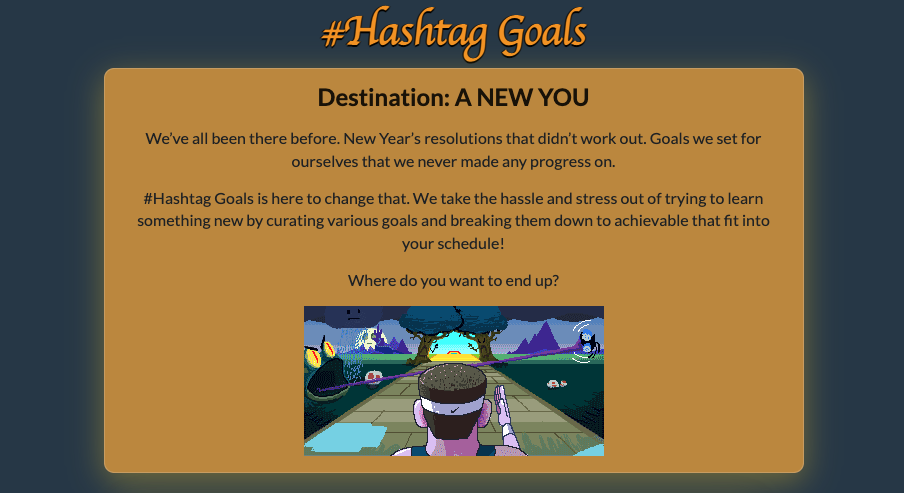 #Hashtag Goals
Destination: A NEW YOU
We’ve all been there before. New Year’s resolutions that didn’t work out. Goals we set for
ourselves that we never made any progress on.
#Hashtag Goals is here to change that. We take the hassle and stress out of trying to learn
something new by curating various goals and breaking them down to achievable that fit into
your schedule!
Where do you want to end up?